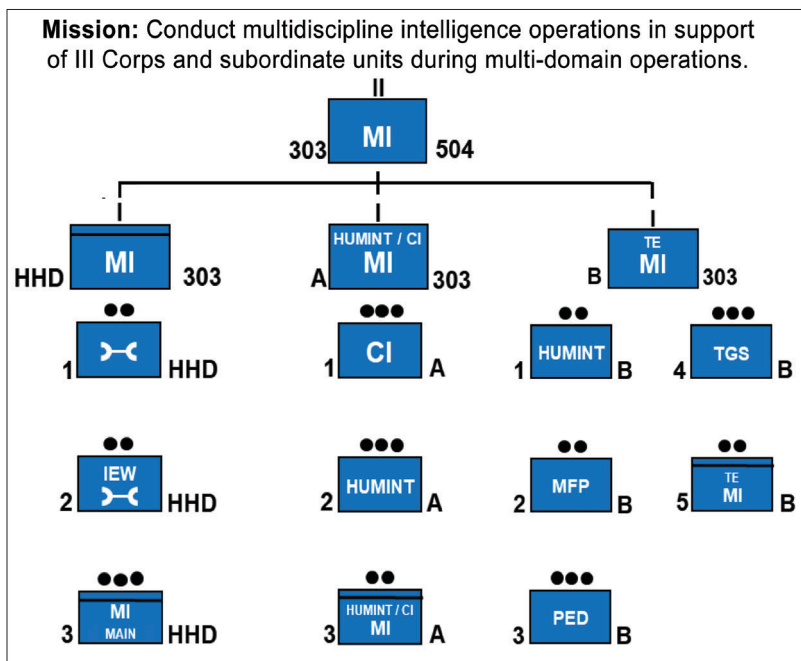 Mission: Conduct multidiscipline intelligence operations in support
of III Corps and subordinate units during multi-domain operations.
II
303 MI 504
HHD MI 303
HUMINT / CI
A MI 303
TE
B MI 303
1 HHD
1 CI A
1 HUMINT B
4 TGS B
IEW
2 HHD
2 HUMINT A
2 MFP B
TE
5 MI B
MI
MAIN
3 HHD
HUMINT / CI
3 MI A
3 PED B